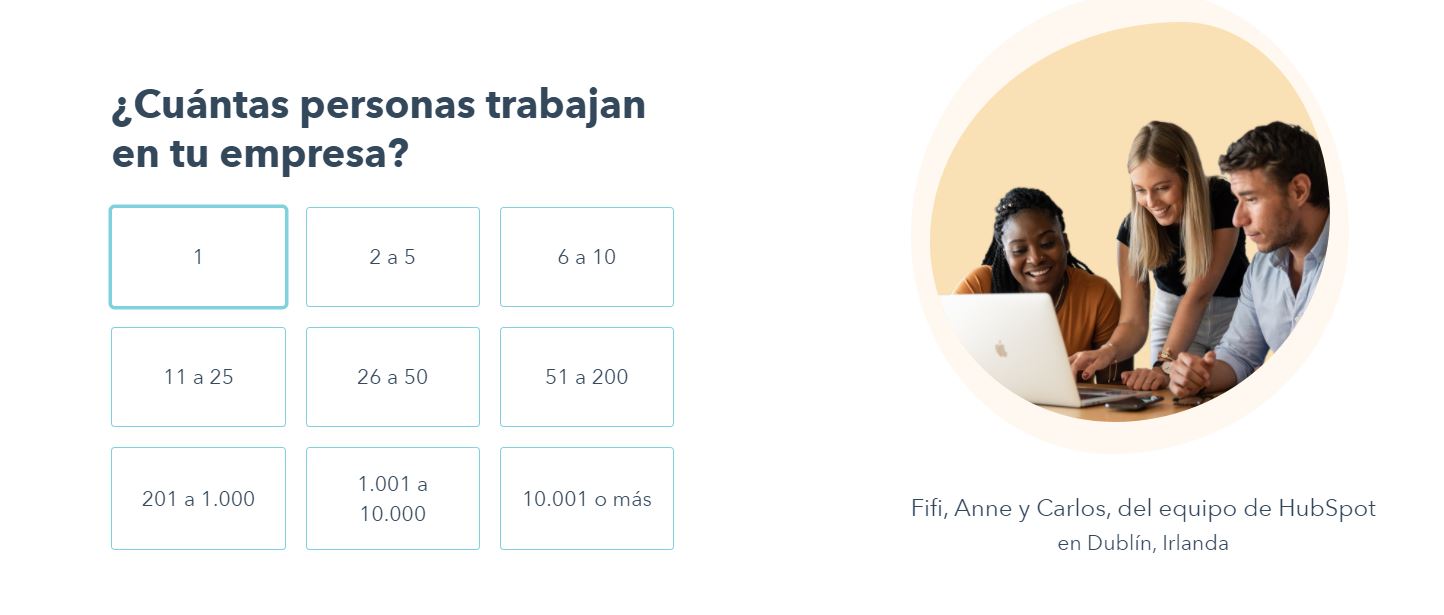 ¿Cuántas personas trabajan
en tu empresa?
1
2 a 5
6 a 10
11 a 25
26 a 50
51 a 200
201 a 1.000
1.001 a
10.000
10.001 o más
Fifi, Anne y Carlos, del equipo de HubSpot
en Dublín, Irlanda